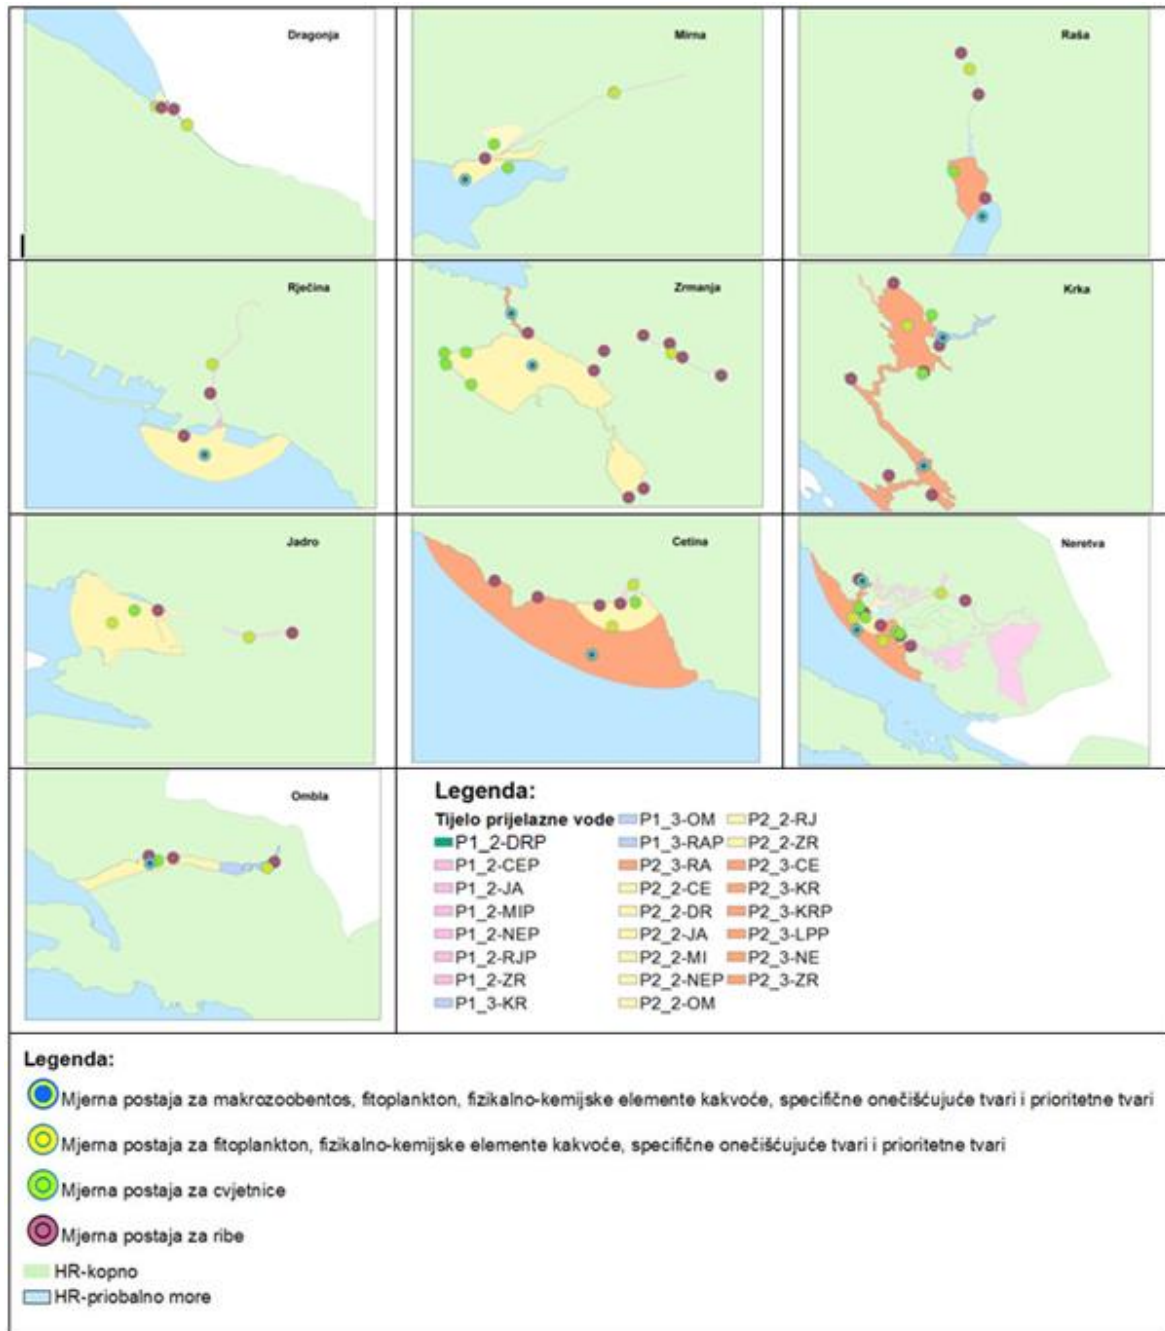 Dragonja
Mirna
Raša
Rječina
Zrmanja
Krka
Jadro
Cetina
Neretva
Ombla
Legenda:
Tijelo prijelazne vode
P1_2-DRP
P1_2-CEP
P1_2-JA
P1_2-MIP
P1_2-NEP
P1_2-RJP
P1_2-ZR
P1_3-KR
P1_3-OM
P1_3-RAP
P2_3-RA
P2_2-CE
P2_2-DR
P2_2-JA
P2_2-MI
P2_2-NEP
P2_2-OM
P2_2-RJ
P2_2-ZR
P2_3-CE
P2_3-KR
P2_3-KRP
P2_3-LPP
P2_3-NE
P2_3-ZR
Legenda:
Mjerna postaja za makrozoobentos, fitoplankton, fizikalno-kemijske elemente kakvoće, specifične onečišćujuće tvari i prioritetne tvari
Mjerna postaja za fitoplankton, fizikalno-kemijske elemente kakvoće, specifične onečišćujuće tvari i prioritetne tvari
Mjerna postaja za cvjetnice
Mjerna postaja za ribe
HR-kopno
HR-priobalno more